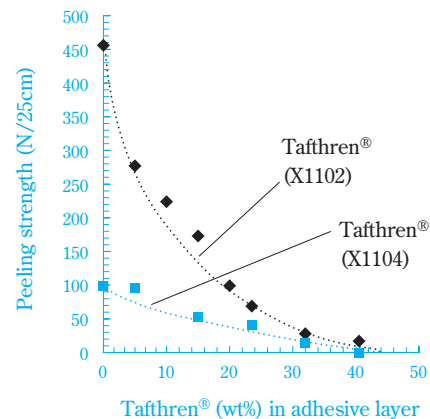 Peeling strength (N/25cm)
500
450
400
350
300
250
200
150
100
50
0
Tafthren®
(X1102)
Tafthren®
(X1104)
0 10 20 30 40 50
Tafthren® (wt%) in adhesive layer